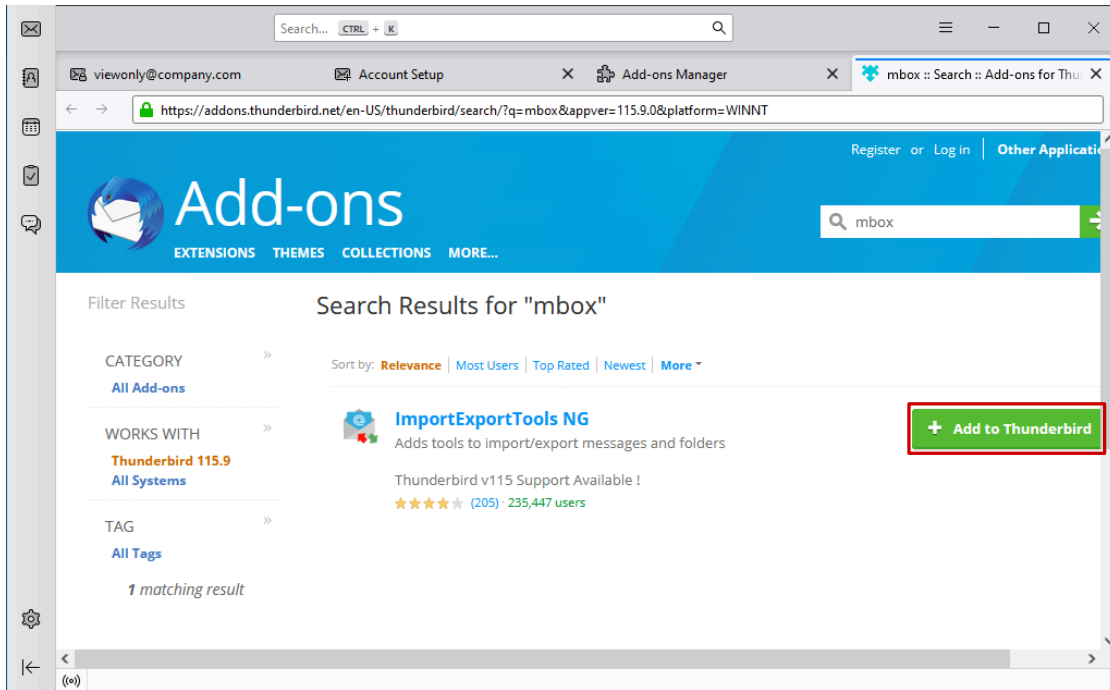 Search... CTRL + K
viewonly@company.com Account Setup Add-ons Manager mbox :: Search :: Add-ons for Thu
https://addons.thunderbird.net/en-US/thunderbird/search/?q=mbox&appver=115.9.0&platform=WINNT
Register or Log in Other Applicatio
Add-ons
mbox
EXTENSIONS THEMES COLLECTIONS MORE...
Filter Results
Search Results for "mbox"
CATEGORY »
All Add-ons
Sort by: Relevance Most Users Top Rated Newest More
WORKS WITH »
Thunderbird 115.9
All Systems
ImportExportTools NG
Adds tools to import/export messages and folders
+ Add to Thunderbird
Thunderbird v115 Support Available !
(205) · 235,447 users
TAG »
All Tags
1 matching result